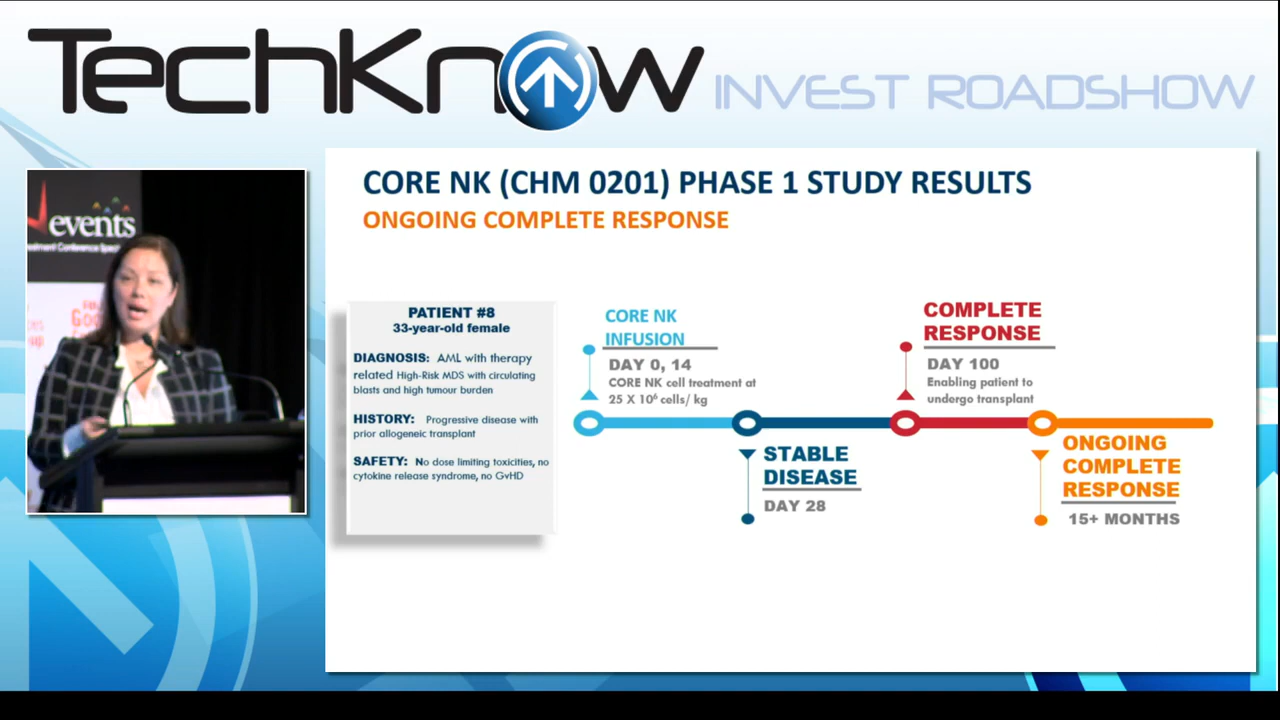 TechKnow INVEST ROADSHOW
events
CORE NK (CHM 0201) PHASE 1 STUDY RESULTS
ONGOING COMPLETE RESPONSE
PATIENT #8
33-year-old female
DIAGNOSIS: AML with therapy
related High-Risk MDS with circulating
blasts and high tumour burden
HISTORY: Progressive disease with
prior allogeneic transplant
SAFETY: No dose limiting toxicities, no
cytokine release syndrome, no GvHD
CORE NK
INFUSION
DAY 0, 14
CORE NK cell treatment at
25 X 10⁶ cells/ kg
STABLE
DISEASE
DAY 28
COMPLETE
RESPONSE
DAY 100
Enabling patient to
undergo transplant
ONGOING
COMPLETE
RESPONSE
15+ MONTHS